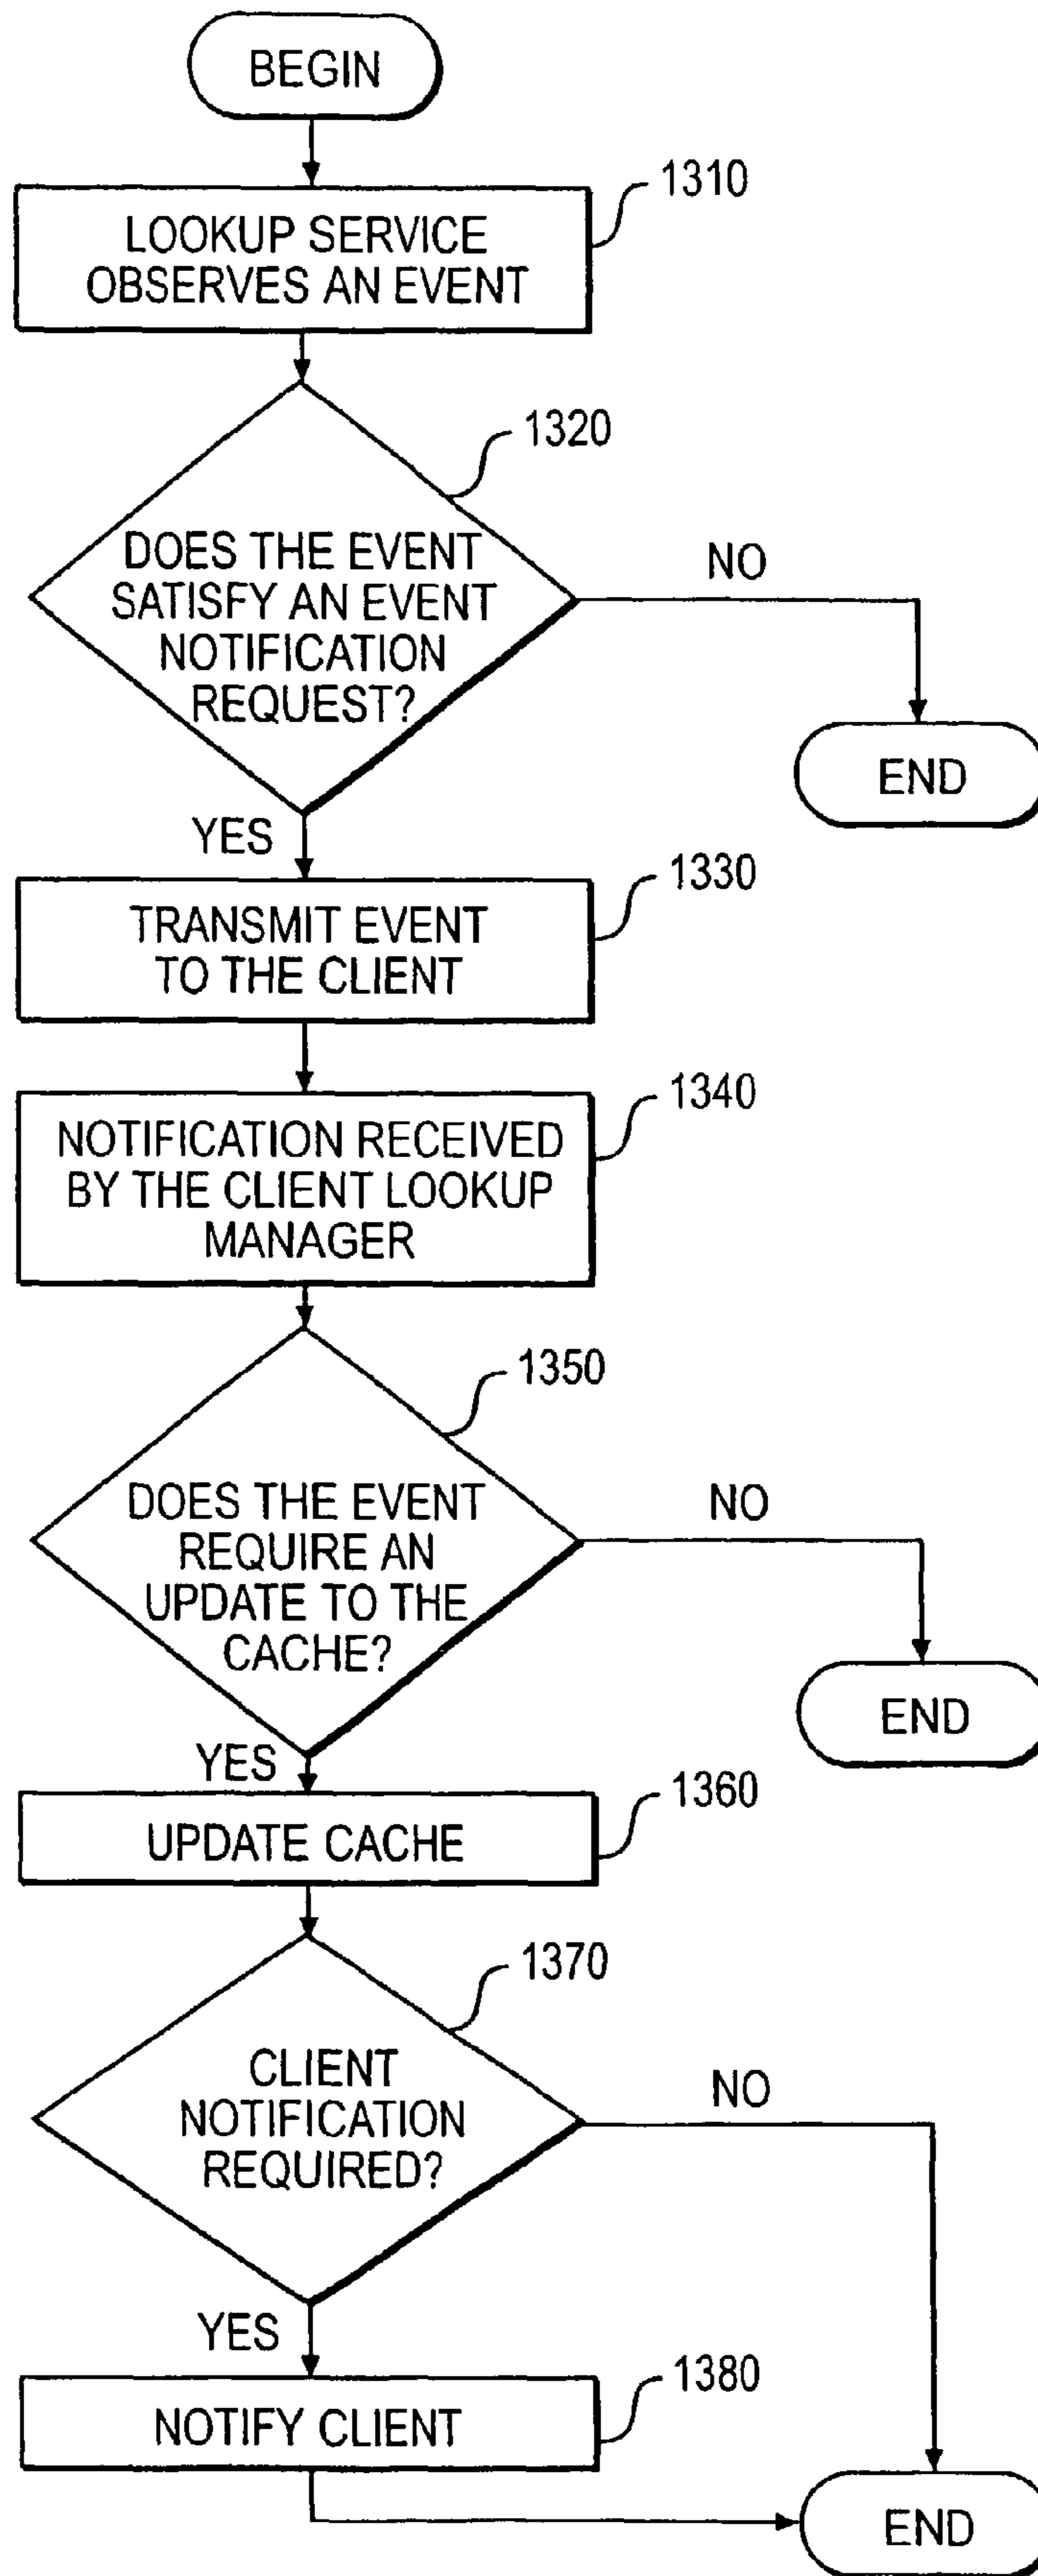 BEGIN
1310
LOOKUP SERVICE
OBSERVES AN EVENT
1320
DOES THE EVENT
SATISFY AN EVENT
NOTIFICATION
REQUEST?
NO
END
YES
1330
TRANSMIT EVENT
TO THE CLIENT
1340
NOTIFICATION RECEIVED
BY THE CLIENT LOOKUP
MANAGER
1350
DOES THE EVENT
REQUIRE AN
UPDATE TO THE
CACHE?
NO
END
YES
1360
UPDATE CACHE
1370
CLIENT
NOTIFICATION
REQUIRED?
NO
YES
1380
NOTIFY CLIENT
END